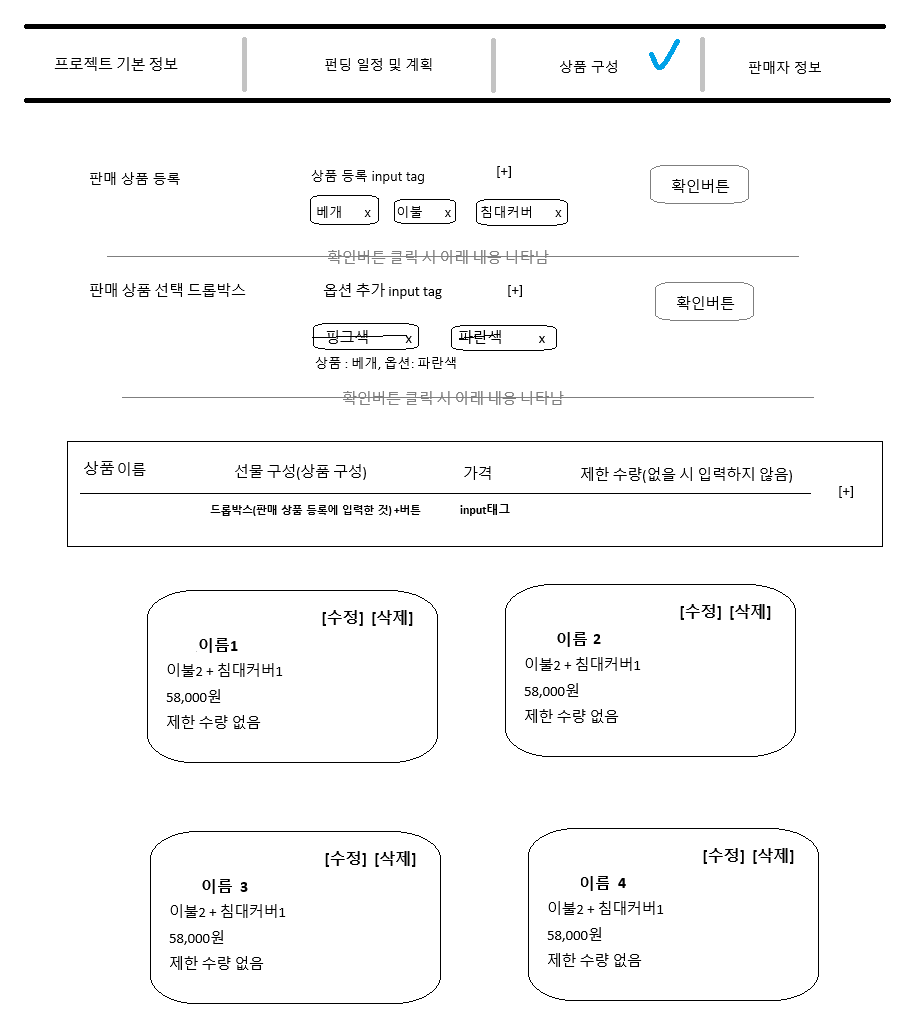 프로젝트 기본 정보 펀딩 일정 및 계획 상품 구성 판매자 정보
판매 상품 등록 상품 등록 input tag [+] 확인버튼
베개 x 이불 x 침대커버 x
확인버튼 클릭 시 아래 내용 나타남
판매 상품 선택 드롭박스 옵션 추가 input tag [+] 확인버튼
핑크색 x 파란색 x
상품 : 베개, 옵션: 파란색
확인버튼 클릭 시 아래 내용 나타남
상품 이름 선물 구성(상품 구성) 가격 제한 수량(없을 시 입력하지 않음) [+]
드롭박스(판매 상품 등록에 입력한 것) +버튼 input태그
[수정] [삭제]
이름1
이불2 + 침대커버1
58,000원
제한 수량 없음
[수정] [삭제]
이름 2
이불2 + 침대커버1
58,000원
제한 수량 없음
[수정] [삭제]
이름 3
이불2 + 침대커버1
58,000원
제한 수량 없음
[수정] [삭제]
이름 4
이불2 + 침대커버1
58,000원
제한 수량 없음